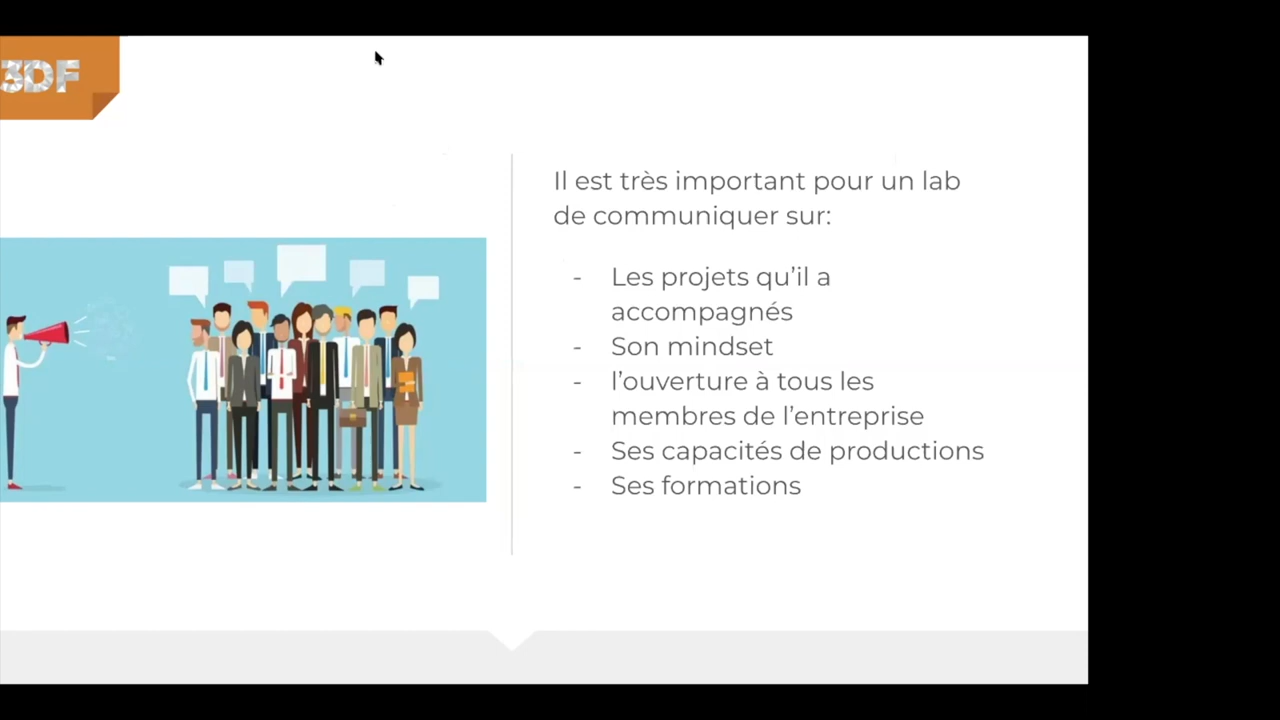 3DF
Il est très important pour un lab
de communiquer sur:
- Les projets qu’il a
accompagnés
- Son mindset
- l’ouverture à tous les
membres de l’entreprise
- Ses capacités de productions
- Ses formations